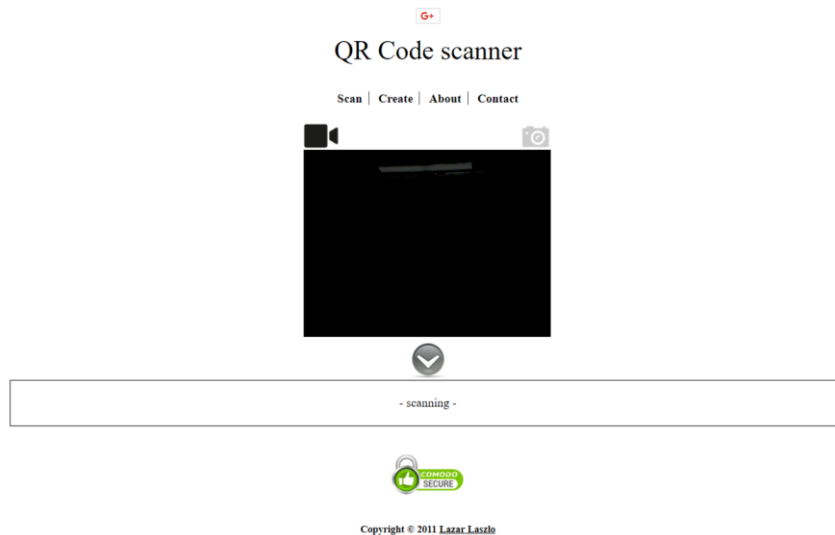 G+
QR Code scanner
Scan | Create | About | Contact
- scanning -
COMODO
SECURE
Copyright © 2011 Lazar Laszlo